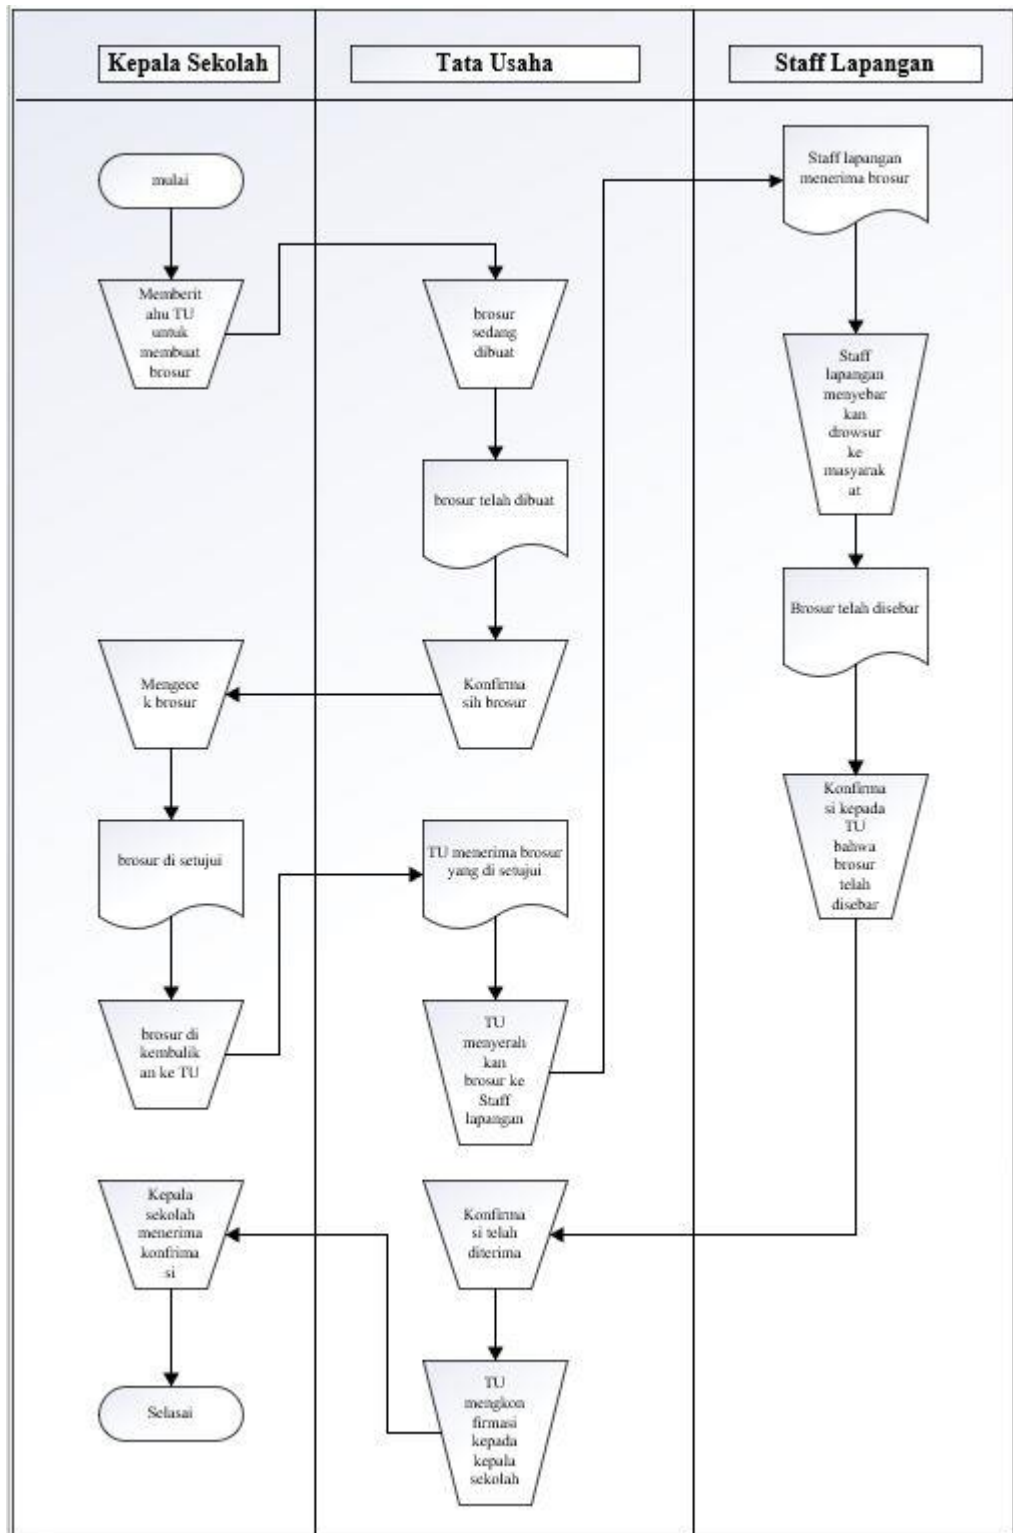 Kepala Sekolah
Tata Usaha
Staff Lapangan
mulai
Memberit
ahu TU
untuk
membuat
brosur
brosur
sedang
dibuat
brosur telah dibuat
Konfirma
sih brosur
Mengece
k brosur
brosur di setujui
brosur di
kembalik
an ke TU
TU menerima brosur
yang di setujui
TU
menyerah
kan
brosur ke
Staff
lapangan
Staff lapangan
menerima brosur
Staff
lapangan
menyebar
kan
drowsur
ke
masyarak
at
Brosur telah disebar
Konfirma
si kepada
TU
bahwa
brosur
telah
disebar
Konfirma
si telah
diterima
TU
mengkon
firmasi
kepada
kepala
sekolah
Kepala
sekolah
menerima
konfrima
si
Selasai